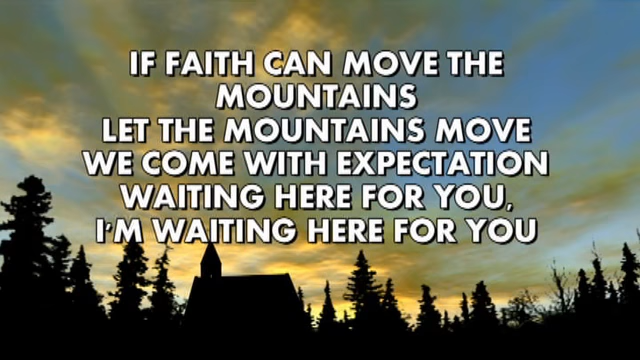 IF FAITH CAN MOVE THE
MOUNTAINS
LET THE MOUNTAINS MOVE
WE COME WITH EXPECTATION
WAITING HERE FOR YOU,
I'M WAITING HERE FOR YOU